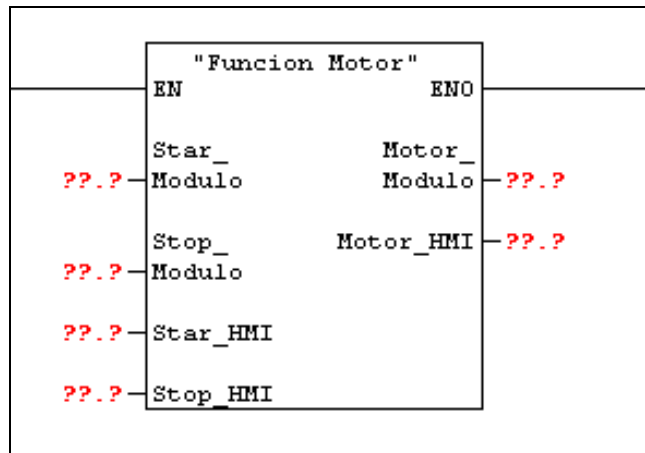 "Funcion Motor"
EN ENO
Star_ Motor_
??.? Modulo Modulo ??.?
Stop_ Motor_HMI ??.?
??.? Modulo
??.? Star_HMI
??.? Stop_HMI